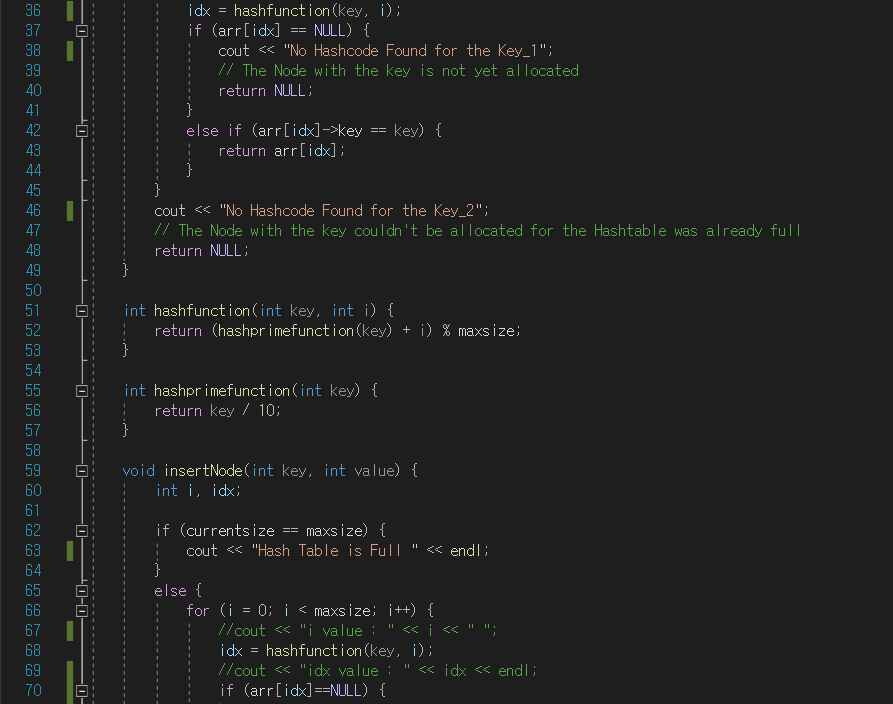 36 idx = hashfunction(key, i);
37 if (arr[idx] == NULL) {
38 cout << "No Hashcode Found for the Key_1";
39 // The Node with the key is not yet allocated
40 return NULL;
41 }
42 else if (arr[idx]->key == key) {
43 return arr[idx];
44 }
45 }
46 cout << "No Hashcode Found for the Key_2";
47 // The Node with the key couldn't be allocated for the Hashtable was already full
48 return NULL;
49 }
50
51 int hashfunction(int key, int i) {
52 return (hashprimefunction(key) + i) % maxsize;
53 }
54
55 int hashprimefunction(int key) {
56 return key / 10;
57 }
58
59 void insertNode(int key, int value) {
60 int i, idx;
61
62 if (currentsize == maxsize) {
63 cout << "Hash Table is Full " << endl;
64 }
65 else {
66 for (i = 0; i < maxsize; i++) {
67 //cout << "i value : " << i << " ";
68 idx = hashfunction(key, i);
69 //cout << "idx value : " << idx << endl;
70 if (arr[idx]==NULL) {